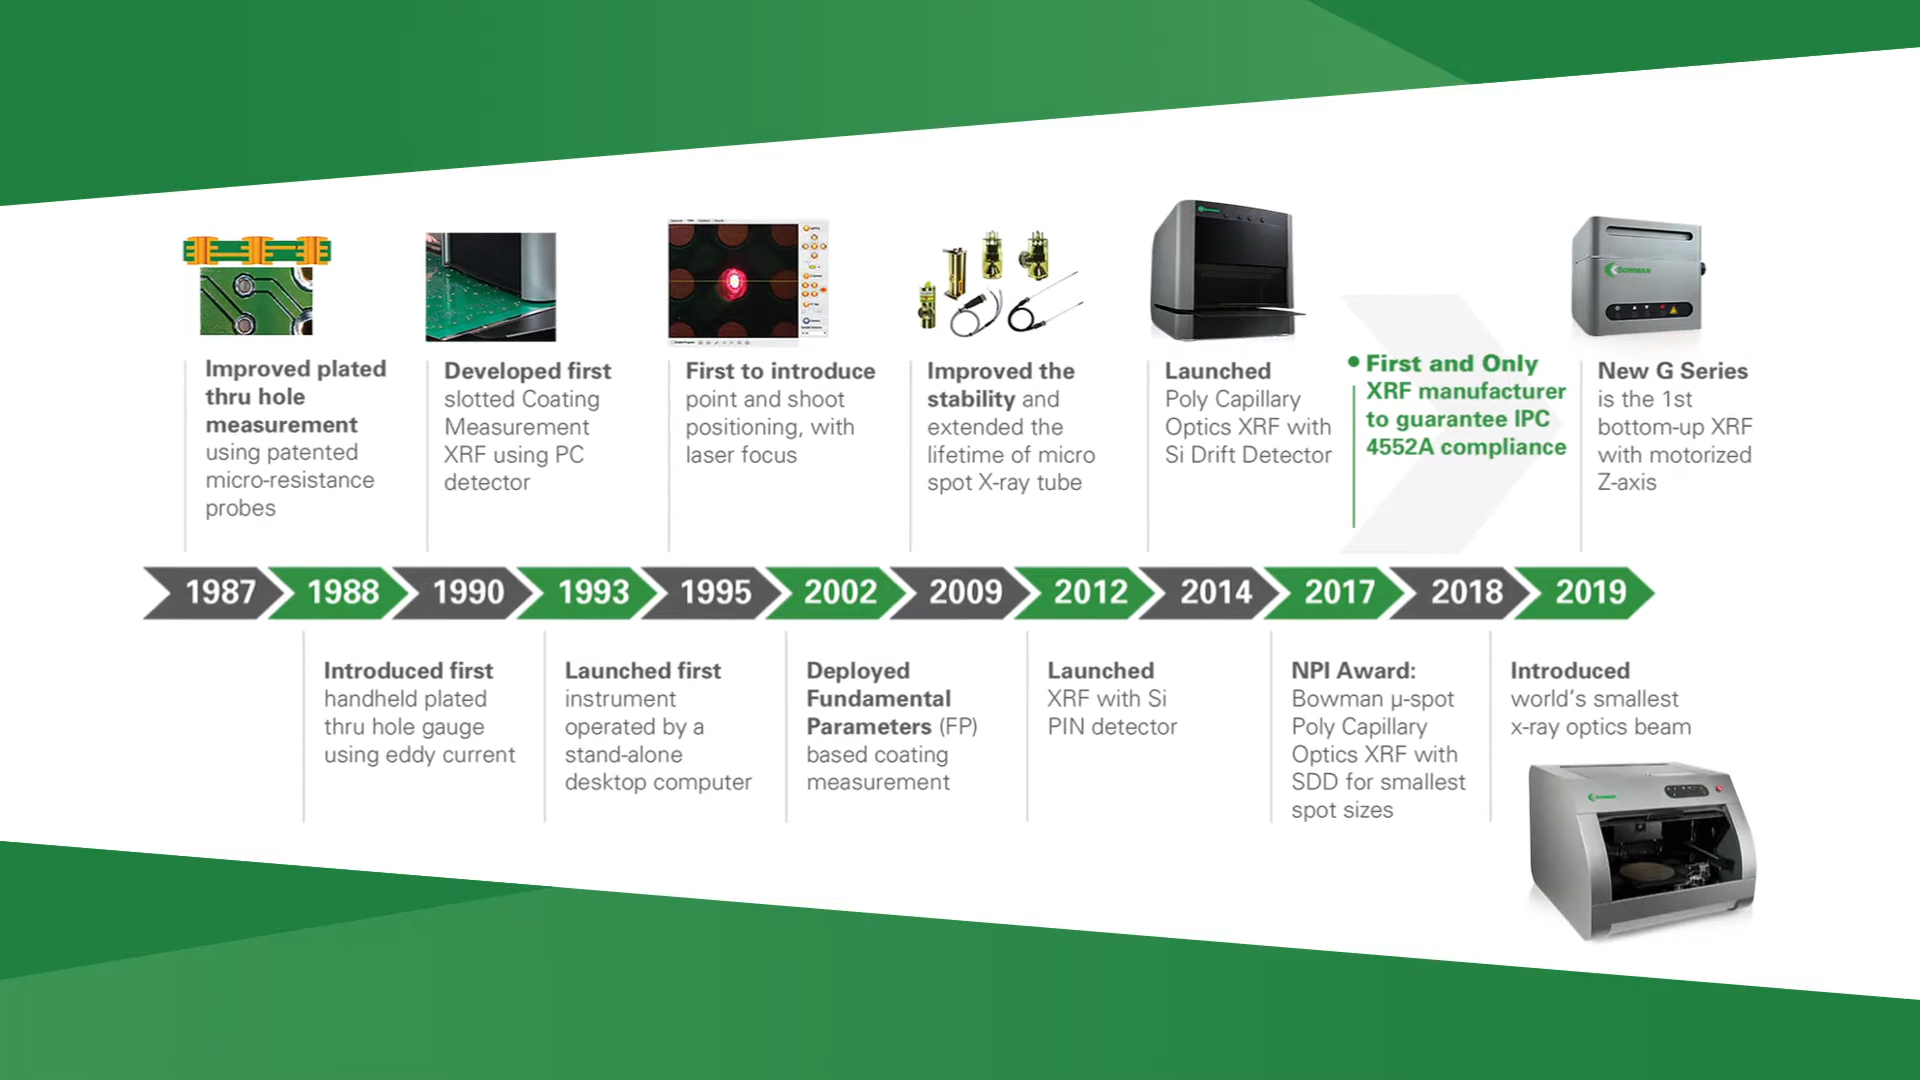 Improved plated
thru hole
measurement
using patented
micro-resistance
probes
Developed first
slotted Coating
Measurement
XRF using PC
detector
First to introduce
point and shoot
positioning, with
laser focus
Improved the
stability and
extended the
lifetime of micro
spot X-ray tube
Launched
Poly Capillary
Optics XRF with
Si Drift Detector
• First and Only
XRF manufacturer
to guarantee IPC
4552A compliance
BOWMAN
New G Series
is the 1st
bottom-up XRF
with motorized
Z-axis
1987
1988
1990
1993
1995
2002
2009
2012
2014
2017
2018
2019
Introduced first
handheld plated
thru hole gauge
using eddy current
Launched first
instrument
operated by a
stand-alone
desktop computer
Deployed
Fundamental
Parameters (FP)
based coating
measurement
Launched
XRF with Si
PIN detector
NPI Award:
Bowman µ-spot
Poly Capillary
Optics XRF with
SDD for smallest
spot sizes
Introduced
world's smallest
x-ray optics beam